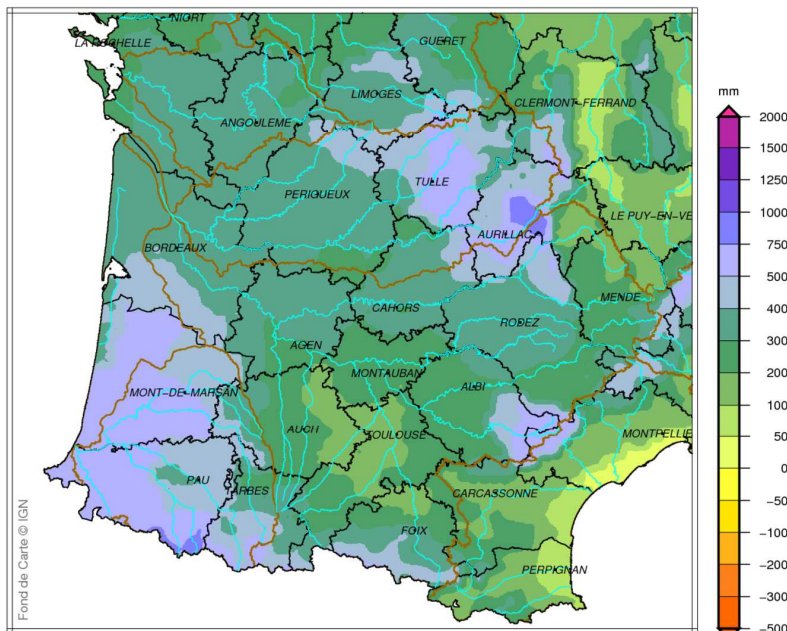 NIORT
LA ROCHELLE
GUERET
LIMOGES
CLERMONT-FERRAND
ANGOULEME
TULLE
PERIGUEUX
LE PUY-EN-VE
AURILLAC
BORDEAUX
MENDE
CAHORS
RODEZ
AGEN
MONTAUBAN
ALBI
MONT-DE-MARSAN
AUCH
TOULOUSE
MONTPELLIE
PAU
TARBES
CARCASSONNE
FOIX
PERPIGNAN
Fond de Carte © IGN
mm
2000
1500
1250
1000
750
500
400
300
200
100
0
-50
-100
-200
-300
-500